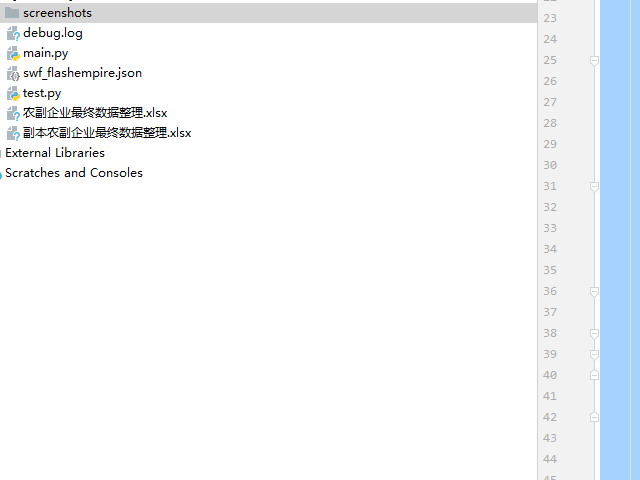 screenshots
debug.log
main.py
swf_flashempire.json
test.py
农副企业最终数据整理.xlsx
副本农副企业最终数据整理.xlsx
External Libraries
Scratches and Consoles
23
24
25
26
27
28
29
30
31
32
33
34
35
36
37
38
39
40
41
42
43
44